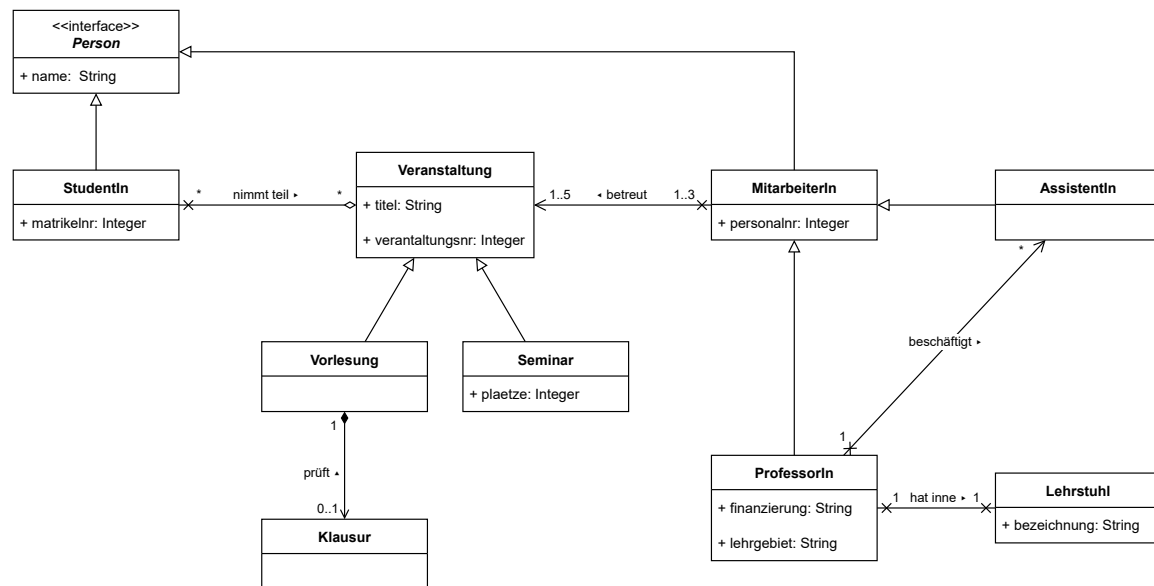 <<interface>>
Person
+ name: String
StudentIn
+ matrikelnr: Integer
* nimmt teil ▸ *
Veranstaltung
+ titel: String
+ verantaltungsnr: Integer
1..5 ◂ betreut 1..3
MitarbeiterIn
+ personalnr: Integer
AssistentIn
*
beschäftigt ▸
1
Vorlesung
Seminar
+ plaetze: Integer
1
prüft ▴
0..1
Klausur
ProfessorIn
+ finanzierung: String
+ lehrgebiet: String
1 hat inne ▸ 1
Lehrstuhl
+ bezeichnung: String